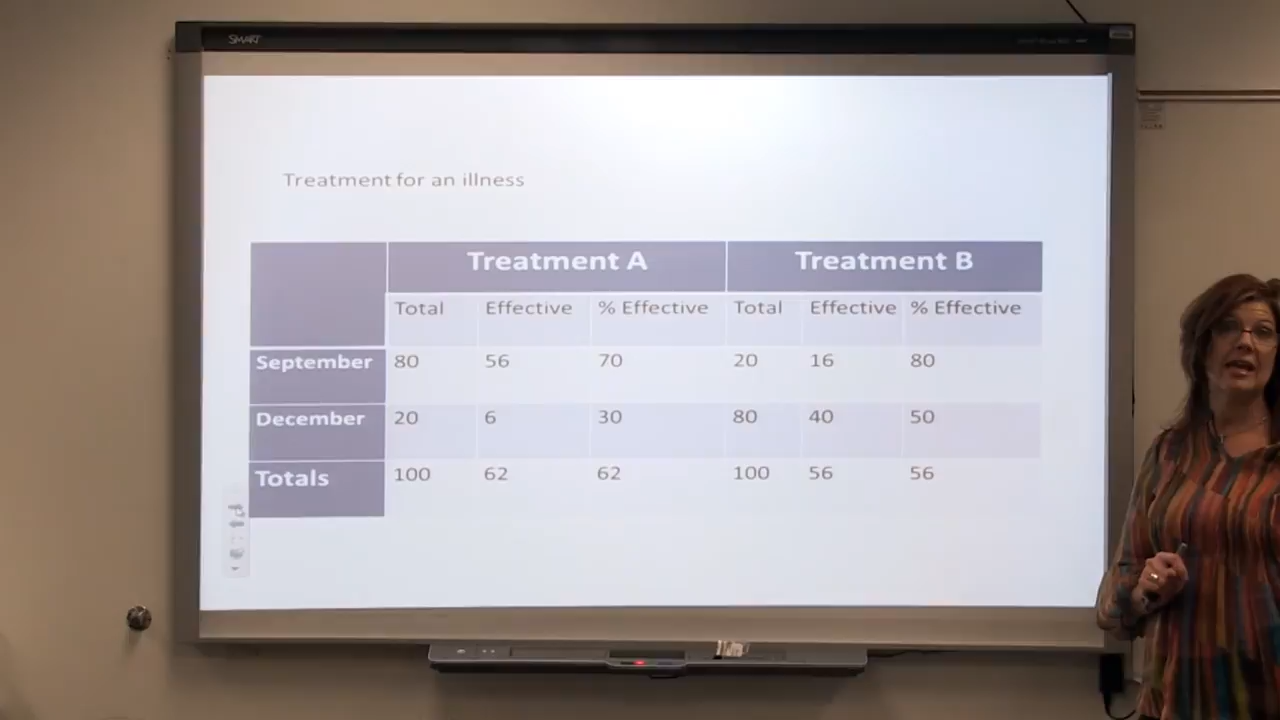 SMART
Treatment for an illness
Treatment A Treatment B
Total Effective % Effective Total Effective % Effective
September 80 56 70 20 16 80
December 20 6 30 80 40 50
Totals 100 62 62 100 56 56